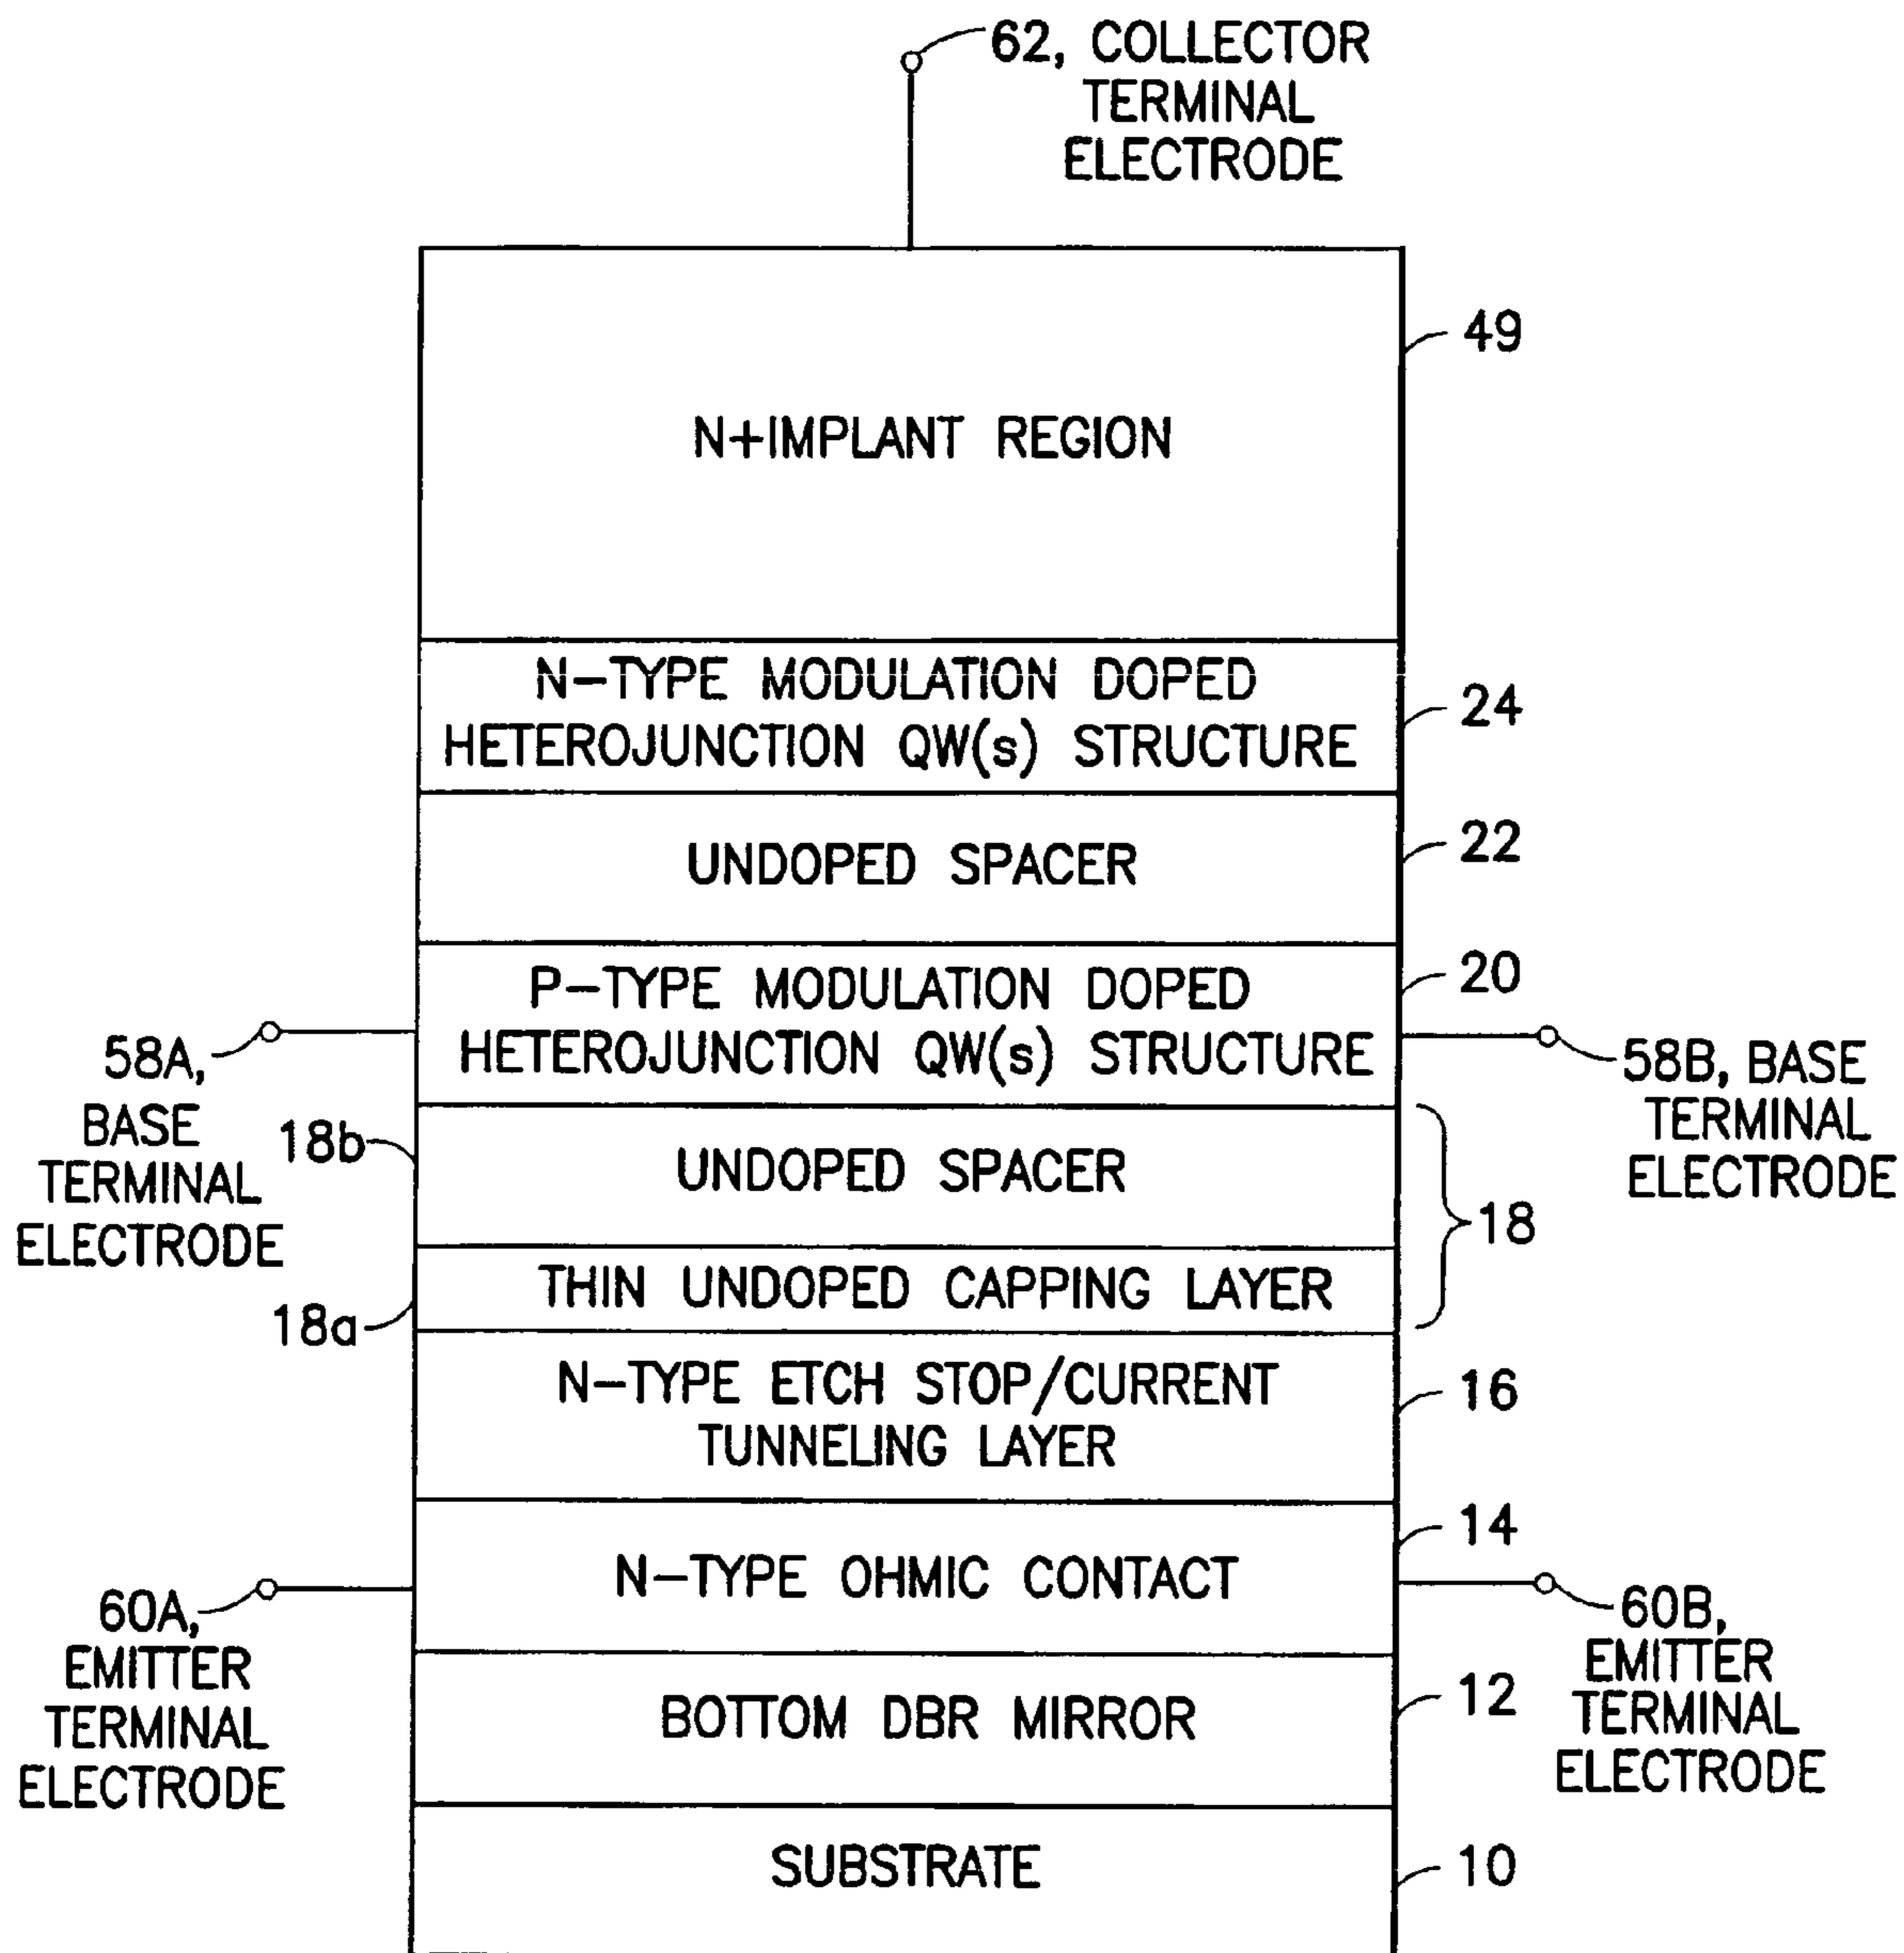 62, COLLECTOR
TERMINAL
ELECTRODE
49
N+IMPLANT REGION
N-TYPE MODULATION DOPED
HETEROJUNCTION QW(s) STRUCTURE
24
UNDOPED SPACER
22
P-TYPE MODULATION DOPED
HETEROJUNCTION QW(s) STRUCTURE
20
58A,
BASE
TERMINAL
ELECTRODE
58B, BASE
TERMINAL
ELECTRODE
18b
UNDOPED SPACER
18
THIN UNDOPED CAPPING LAYER
18a
N-TYPE ETCH STOP/CURRENT
TUNNELING LAYER
16
14
N-TYPE OHMIC CONTACT
60A,
EMITTER
TERMINAL
ELECTRODE
60B,
EMITTER
TERMINAL
ELECTRODE
BOTTOM DBR MIRROR
12
SUBSTRATE
10